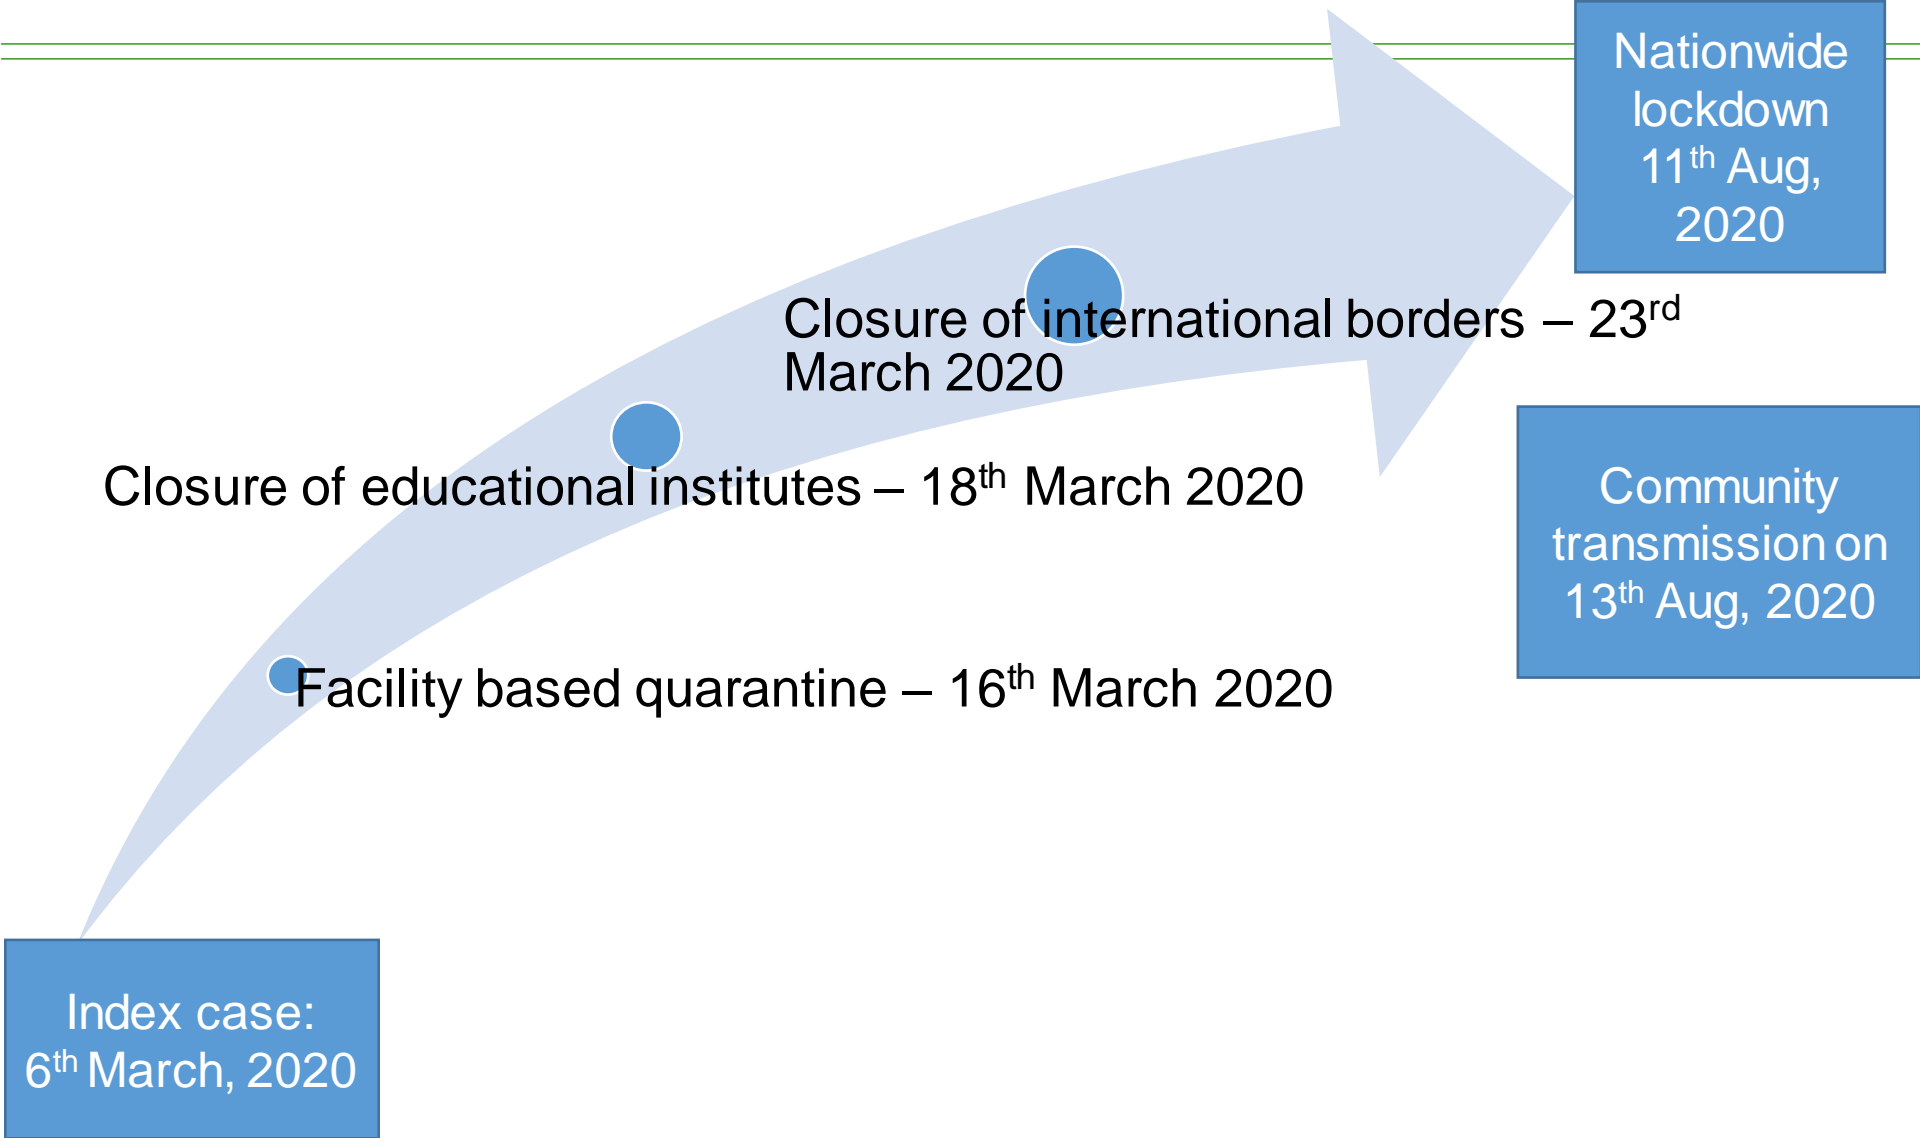 Nationwide
lockdown
11th Aug,
2020
Closure of international borders – 23rd
March 2020
Closure of educational institutes – 18th March 2020
Community
transmission on
13th Aug, 2020
Facility based quarantine – 16th March 2020
Index case:
6th March, 2020